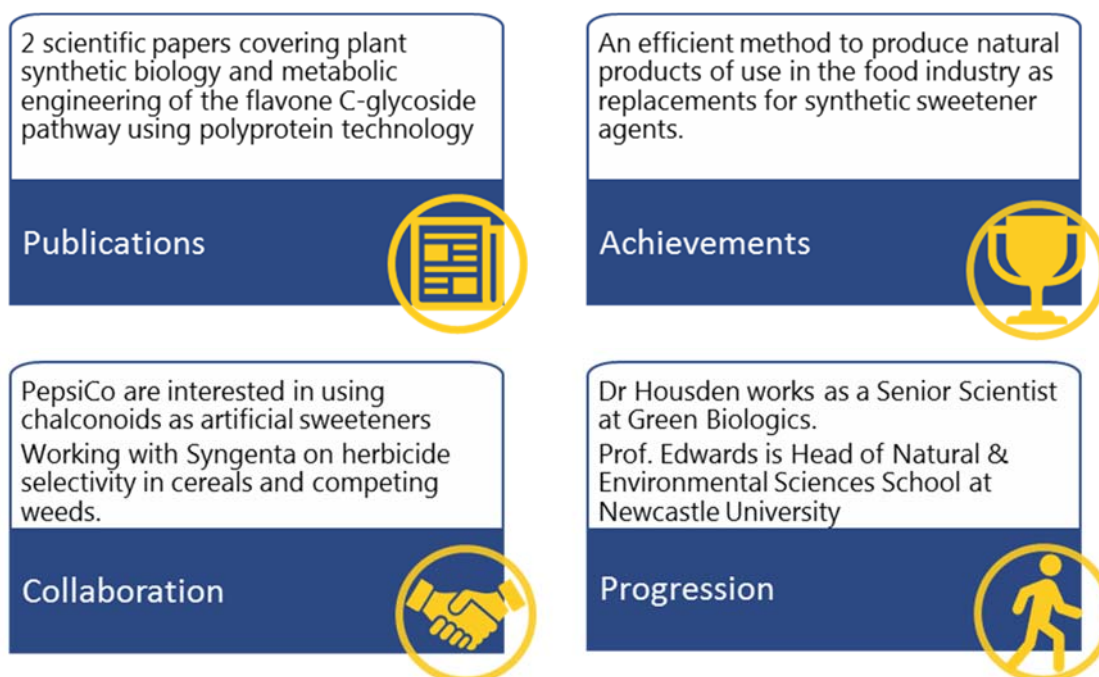 2 scientific papers covering plant
synthetic biology and metabolic
engineering of the flavone C-glycoside
pathway using polyprotein technology
Publications
An efficient method to produce natural
products of use in the food industry as
replacements for synthetic sweetener
agents.
Achievements
PepsiCo are interested in using
chalconoids as artificial sweeteners
Working with Syngenta on herbicide
selectivity in cereals and competing
weeds.
Collaboration
Dr Housden works as a Senior Scientist
at Green Biologics.
Prof. Edwards is Head of Natural &
Environmental Sciences School at
Newcastle University
Progression